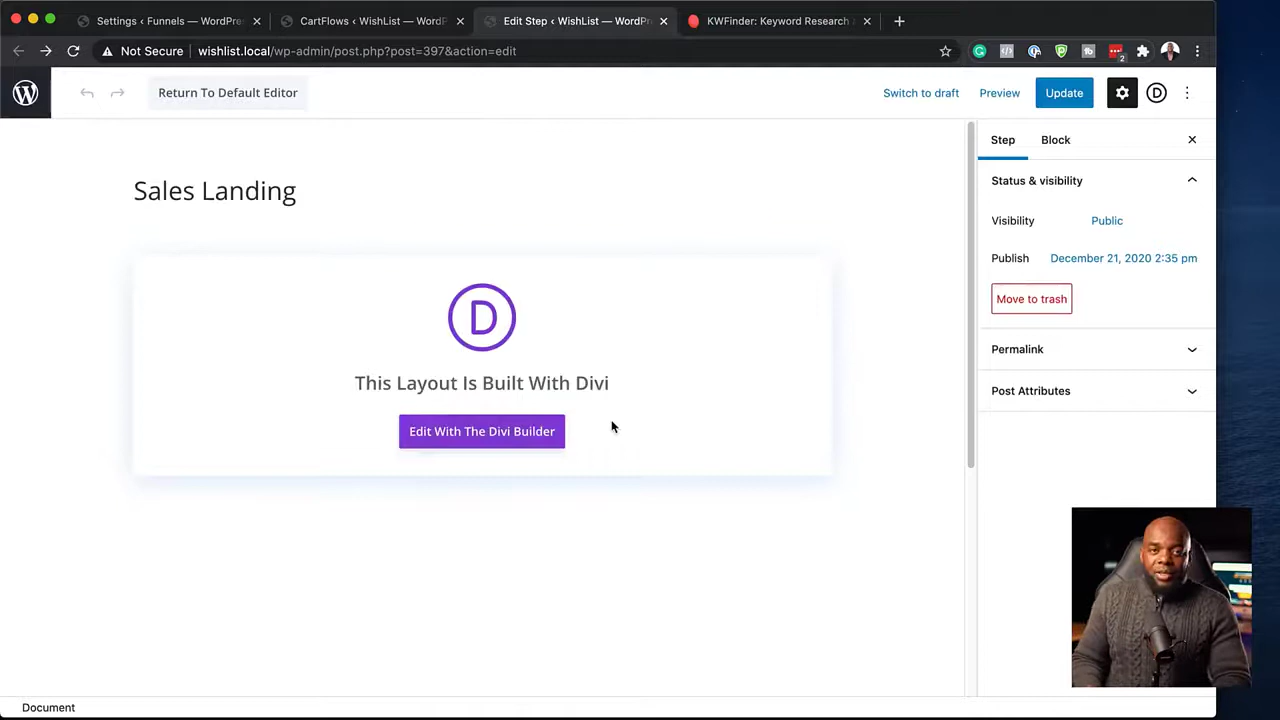 Settings ‹ Funnels — WordPre
CartFlows ‹ WishList — WordP
Edit Step ‹ WishList — WordPr
KWFinder: Keyword Research
Not Secure
wishlist.local/wp-admin/post.php?post=397&action=edit
2
Return To Default Editor
Switch to draft
Preview
Update
D
Step
Block
Sales Landing
Status & visibility
Visibility
Public
Publish
December 21, 2020 2:35 pm
Move to trash
D
Permalink
This Layout Is Built With Divi
Post Attributes
Edit With The Divi Builder
Document